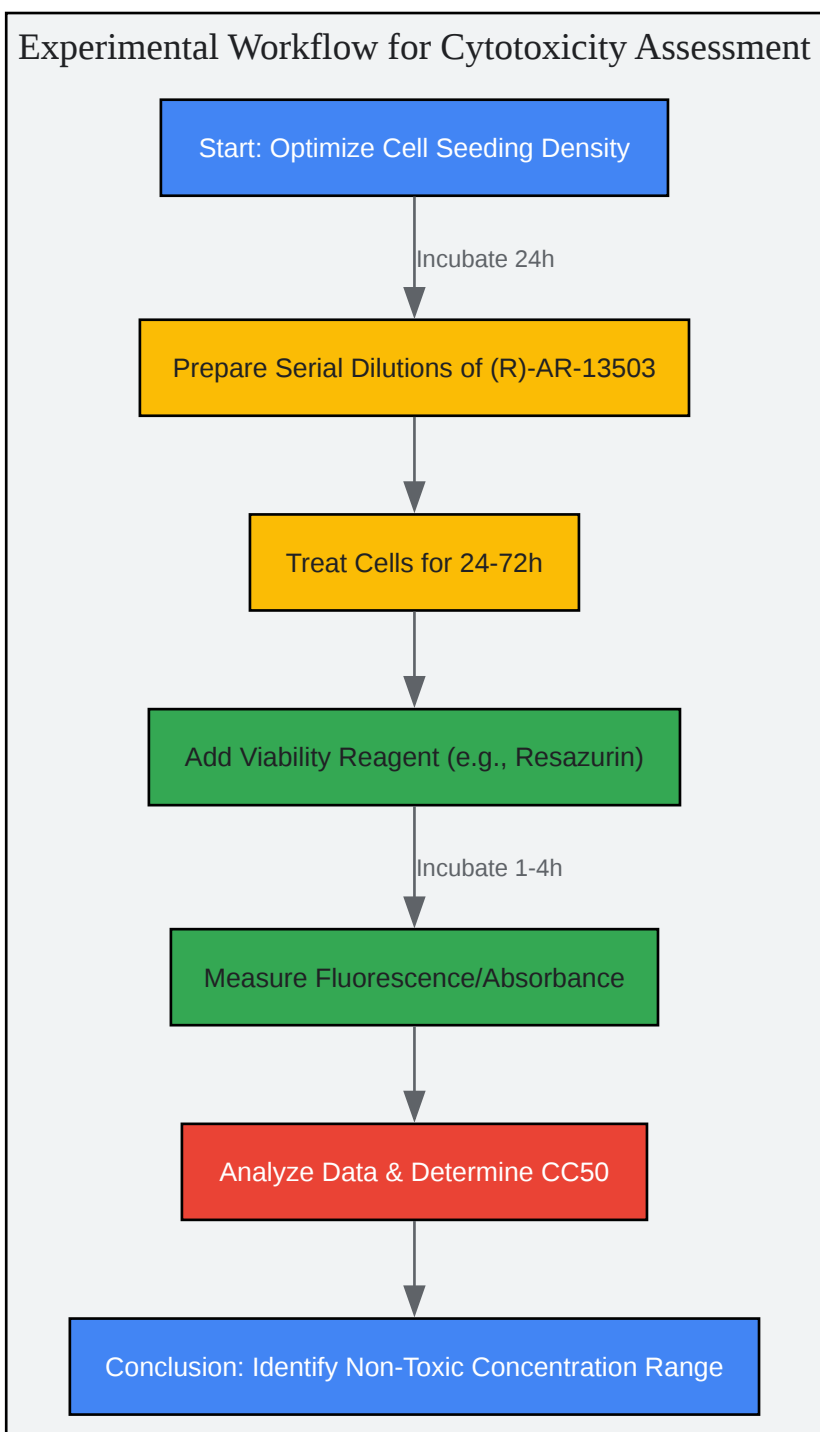 Experimental Workflow for Cytotoxicity Assessment
Start: Optimize Cell Seeding Density
Incubate 24h
Prepare Serial Dilutions of (R)-AR-13503
Treat Cells for 24-72h
Add Viability Reagent (e.g., Resazurin)
Incubate 1-4h
Measure Fluorescence/Absorbance
Analyze Data & Determine CC50
Conclusion: Identify Non-Toxic Concentration Range